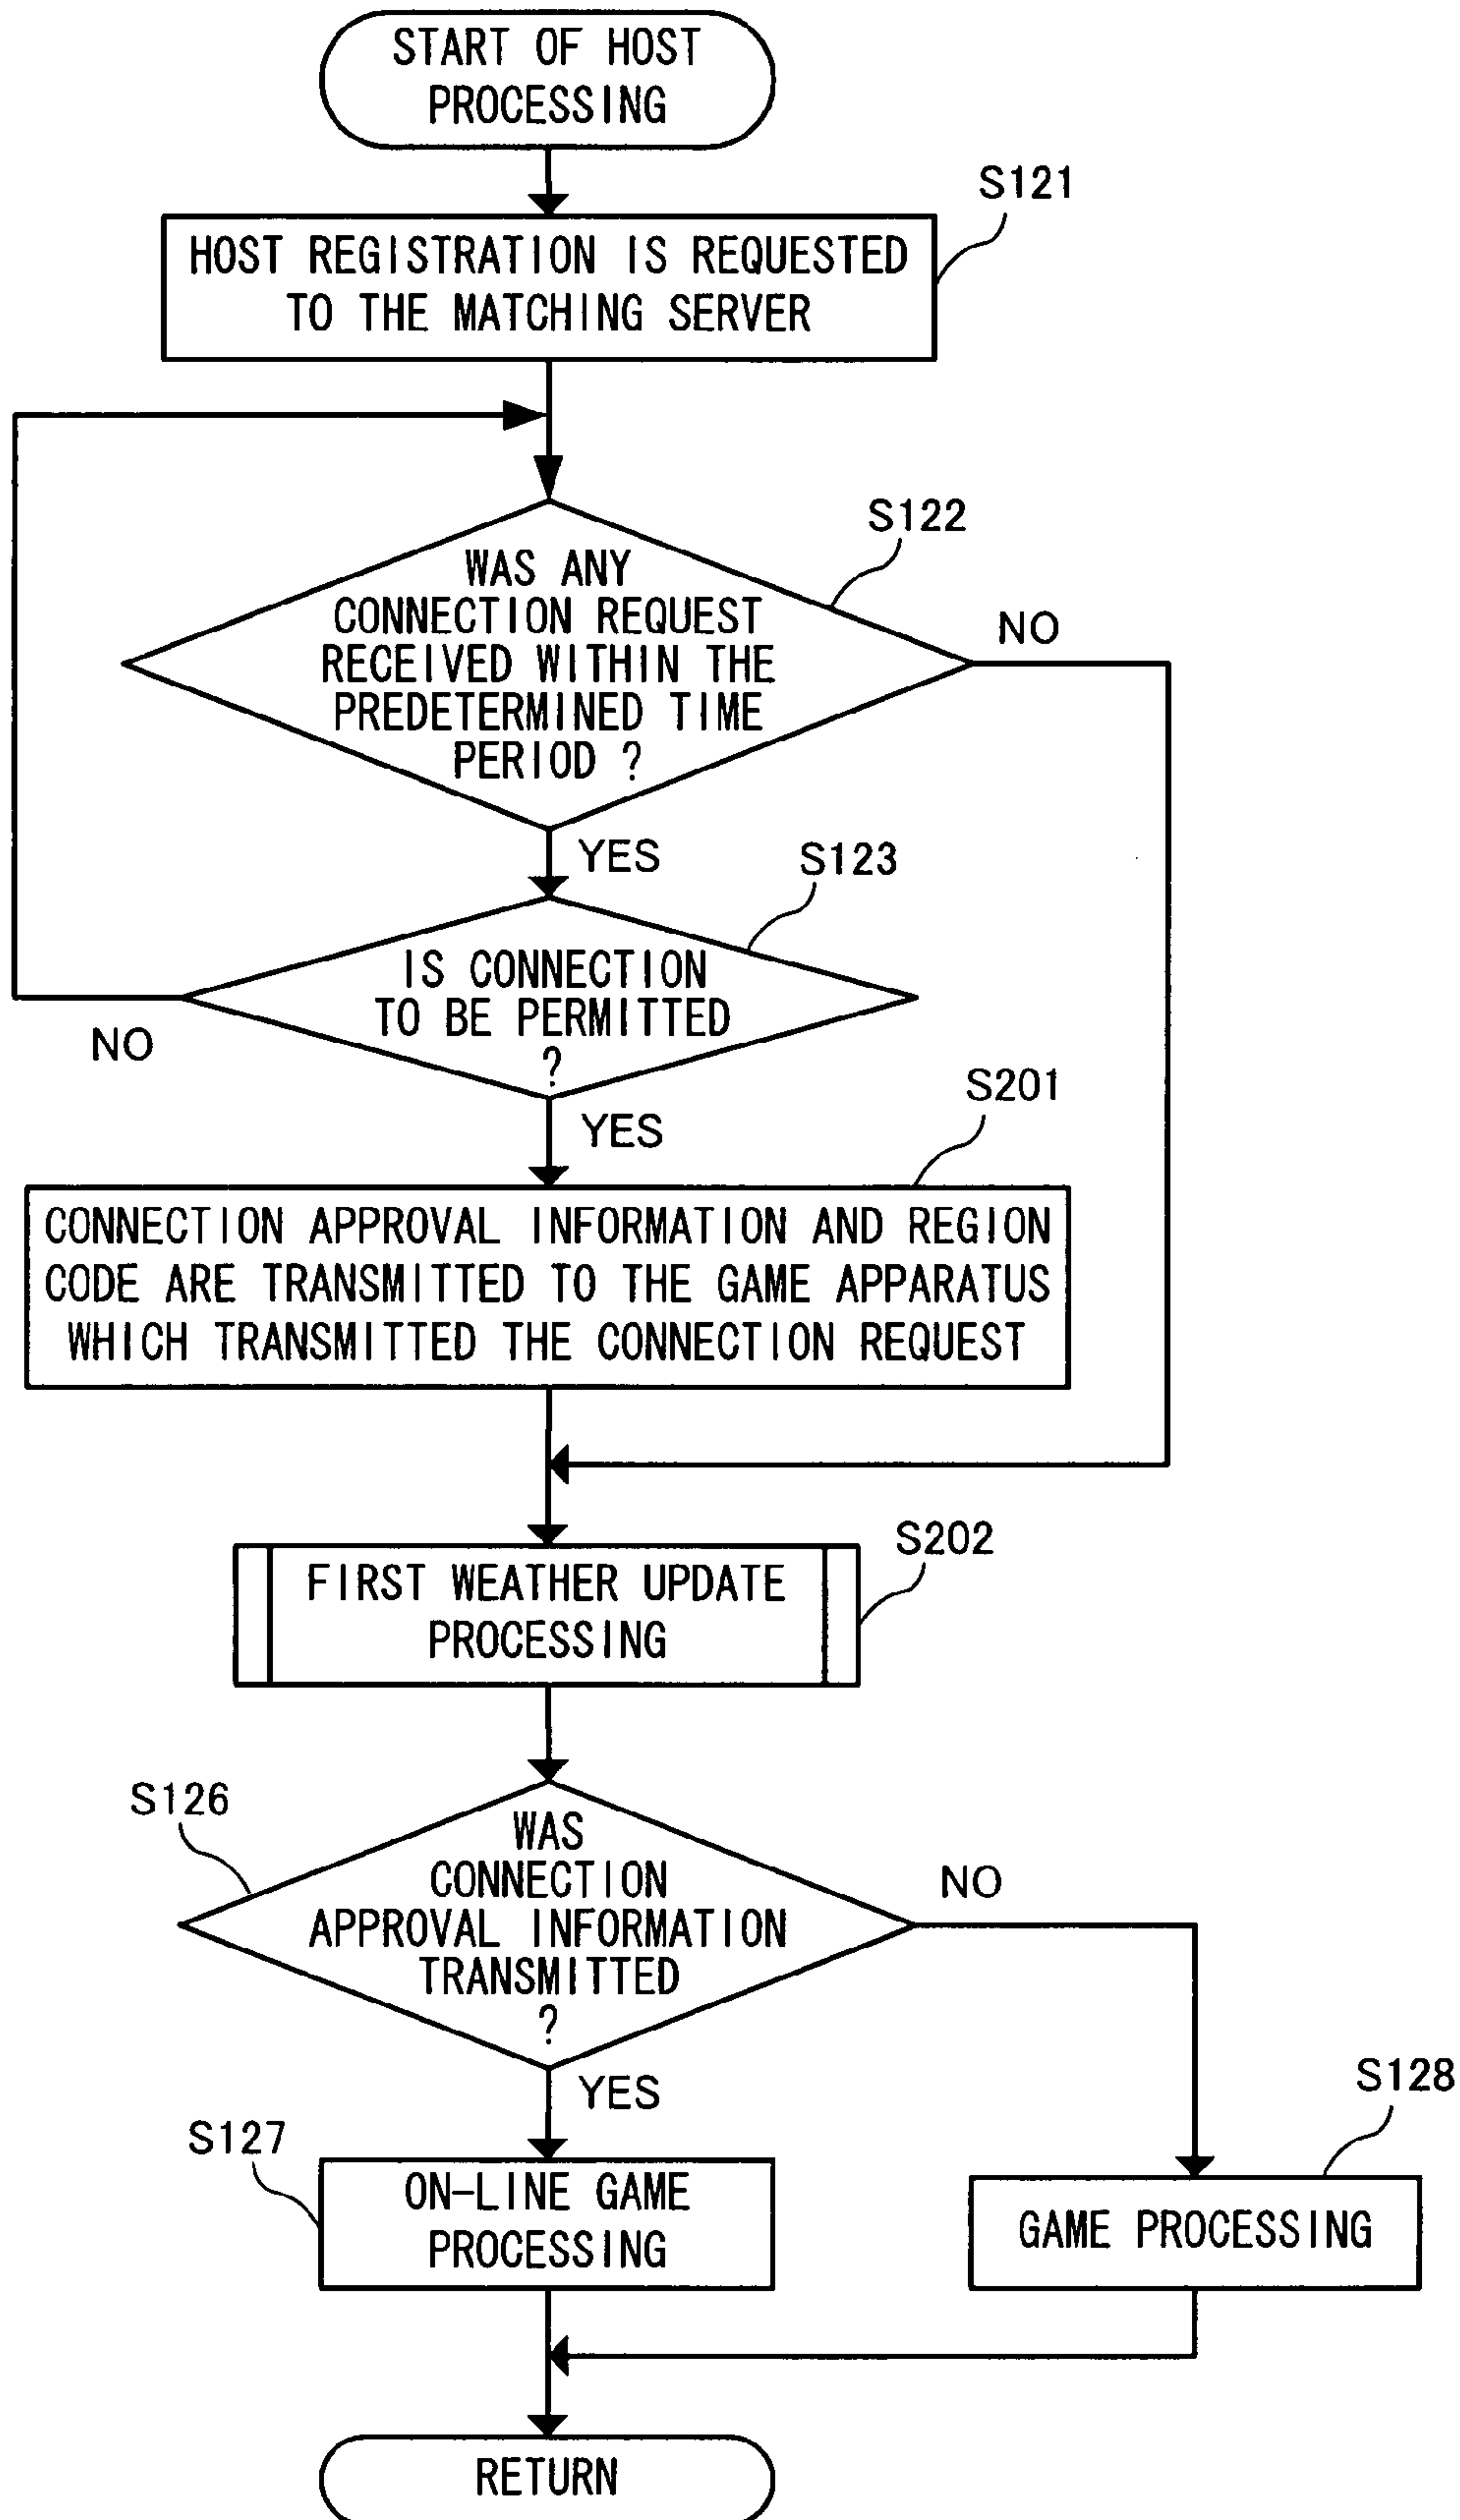 START OF HOST
PROCESSING
S121
HOST REGISTRATION IS REQUESTED
TO THE MATCHING SERVER
S122
WAS ANY
CONNECTION REQUEST
RECEIVED WITHIN THE
PREDETERMINED TIME
PERIOD ?
NO
YES
S123
IS CONNECTION
TO BE PERMITTED
?
NO
YES
S201
CONNECTION APPROVAL INFORMATION AND REGION
CODE ARE TRANSMITTED TO THE GAME APPARATUS
WHICH TRANSMITTED THE CONNECTION REQUEST
S202
FIRST WEATHER UPDATE
PROCESSING
S126
WAS
CONNECTION
APPROVAL INFORMATION
TRANSMITTED
?
NO
YES
S127
ON-LINE GAME
PROCESSING
S128
GAME PROCESSING
RETURN